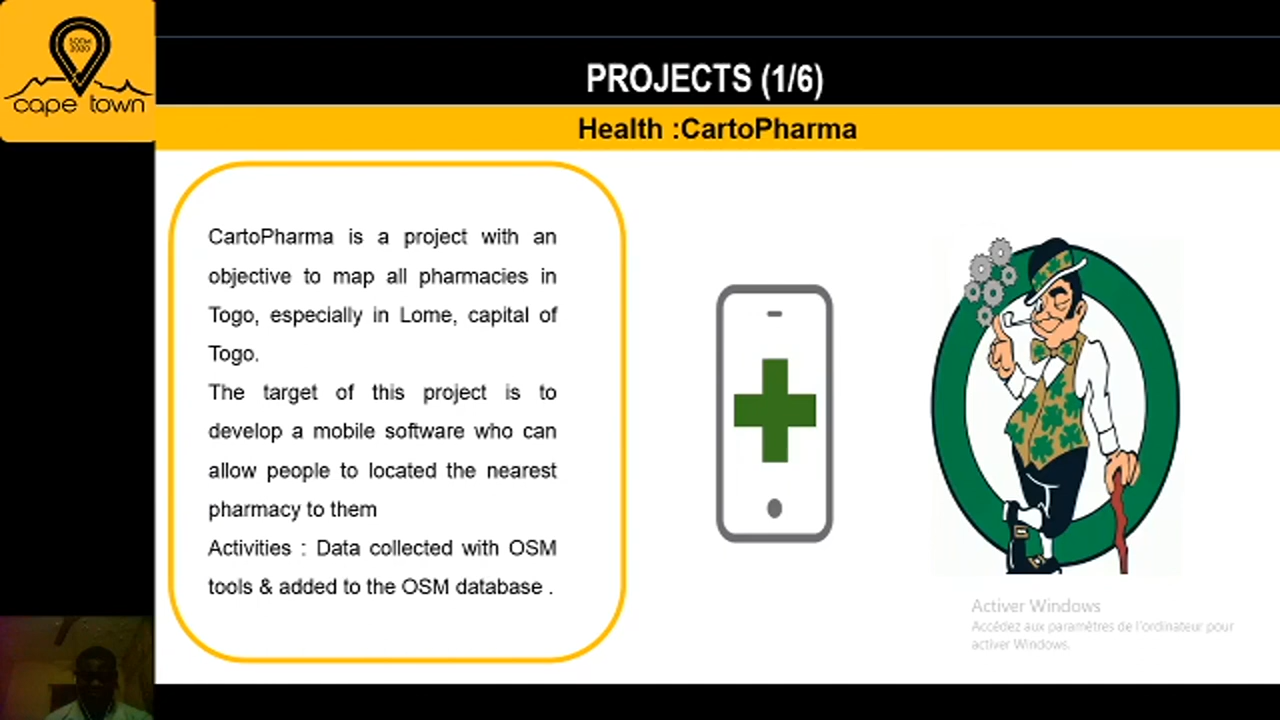 SOTM
2020
cape town
PROJECTS (1/6)
Health :CartoPharma
CartoPharma is a project with an
objective to map all pharmacies in
Togo, especially in Lome, capital of
Togo.
The target of this project is to
develop a mobile software who can
allow people to located the nearest
pharmacy to them
Activities : Data collected with OSM
tools & added to the OSM database .
Activer Windows
Accédez aux paramètres de l'ordinateur pour
activer Windows.